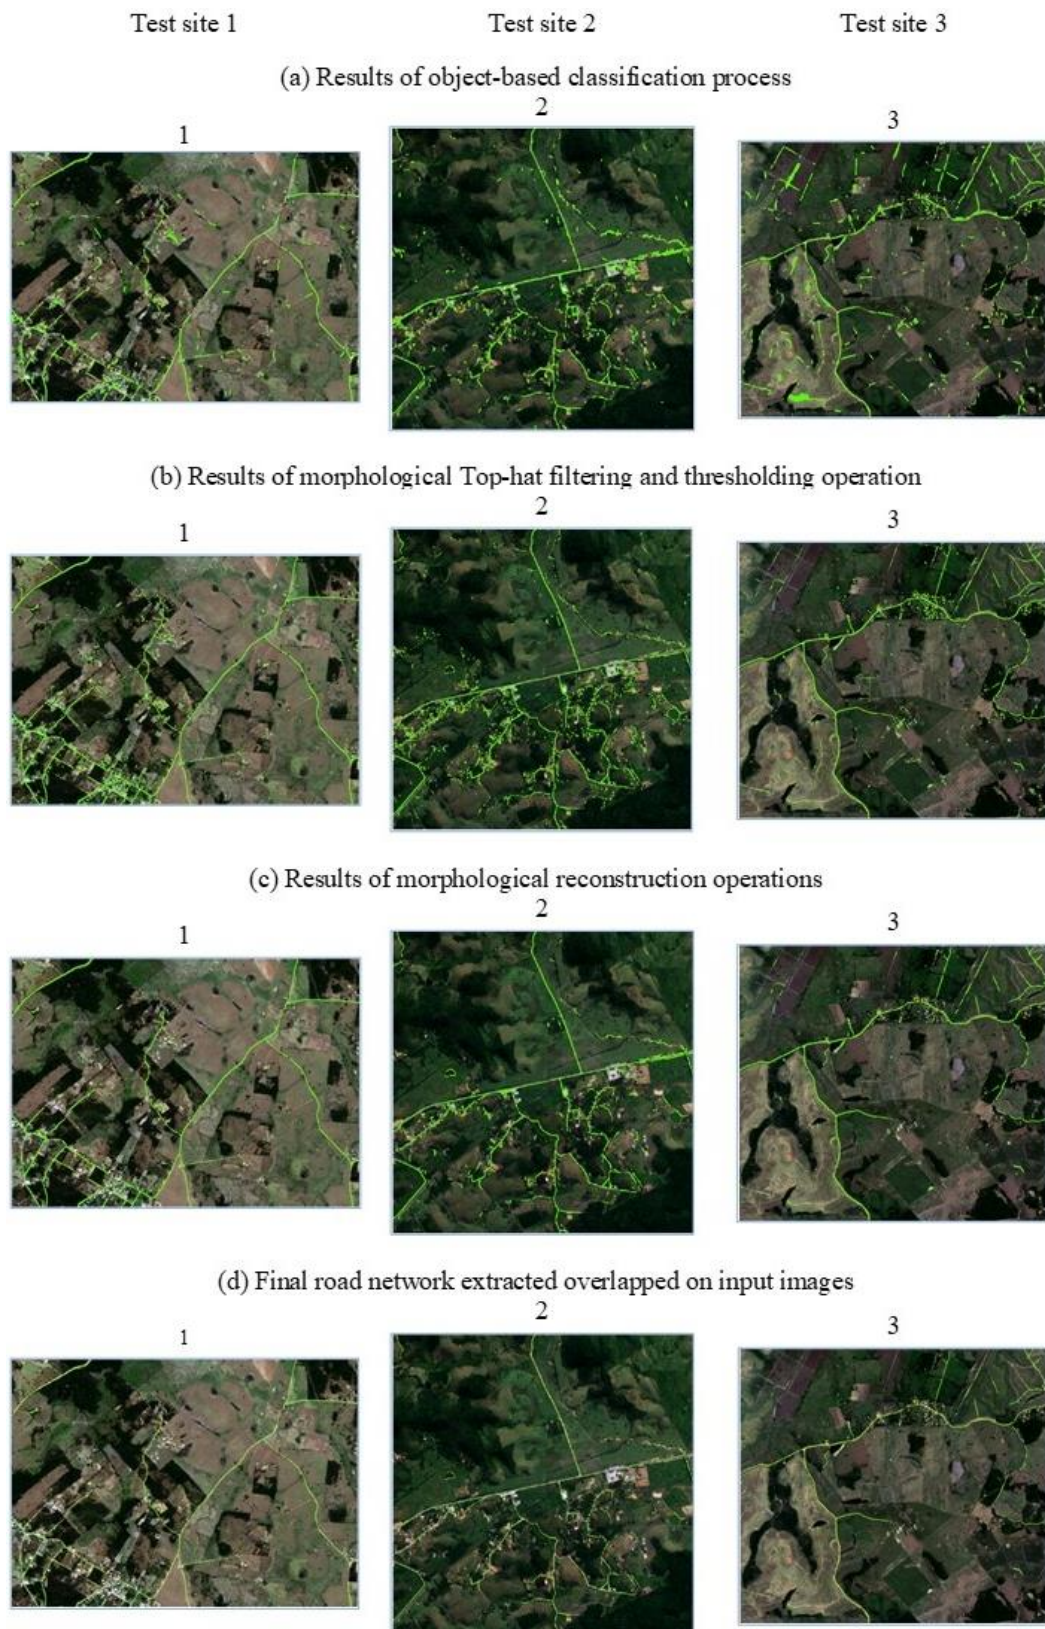 Test site 1 Test site 2 Test site 3
(a) Results of object-based classification process
1 2 3
(b) Results of morphological Top-hat filtering and thresholding operation
1 2 3
(c) Results of morphological reconstruction operations
1 2 3
(d) Final road network extracted overlapped on input images
1 2 3